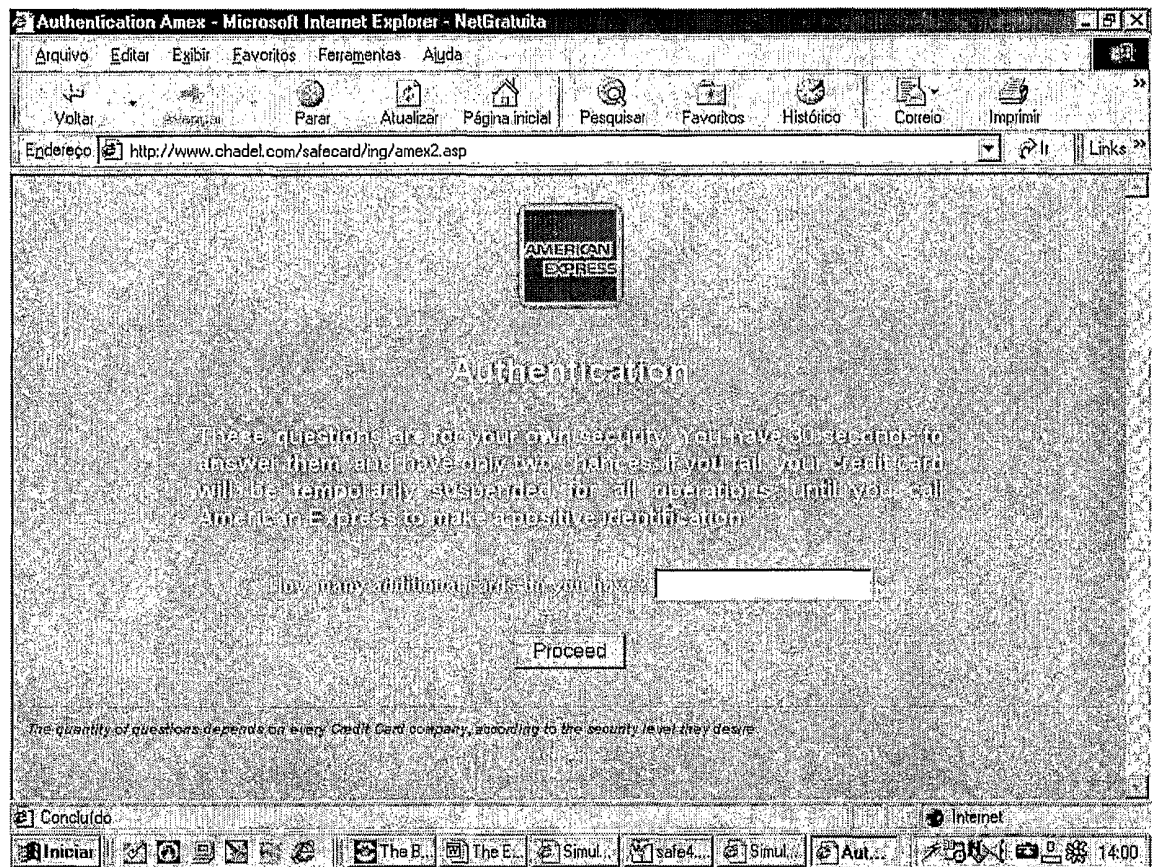 Authentication Amex - Microsoft Internet Explorer - NetGratuita
Arquivo Editar Exibir Favoritos Ferramentas Ajuda
Voltar Avançar Parar Atualizar Página inicial Pesquisar Favoritos Histórico Correio Imprimir
Endereço http://www.chadel.com/safecard/ing/amex2.asp Ir Links
AMERICAN
EXPRESS
Authentication
These questions are for your own security. You have 30 seconds to
answer them, and have only two chances. If you fail, your credit card
will be temporarily suspended for all operations, until you call
American Express to make a positive identification
many additional cards do you have?
Proceed
The quantity of questions depends on every Credit Card company, according to the security level they desire
Concluído Internet
Iniciar The B... The E... Simul... safe4... Simul... Aut... 14:00